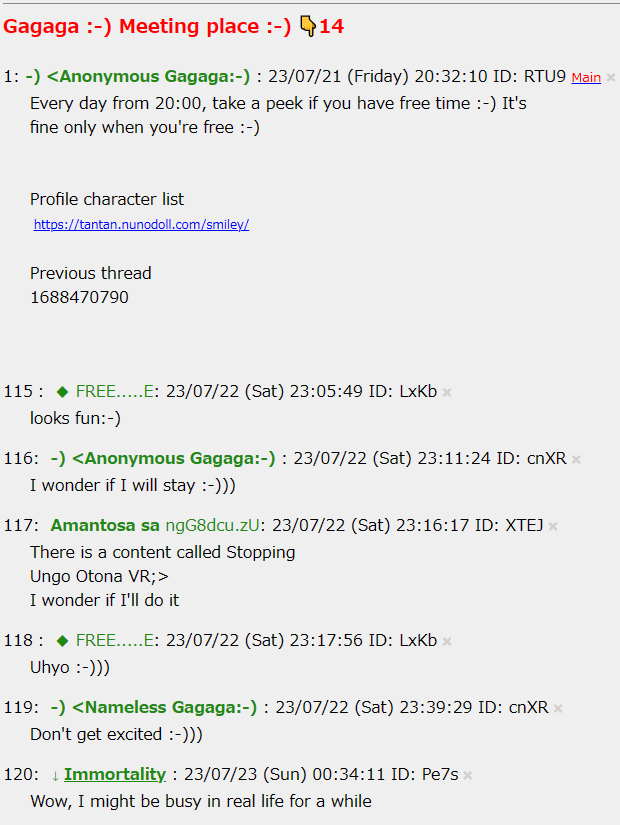 Gagaga :-) Meeting place :-) 👇14
1: -) <Anonymous Gagaga:-) : 23/07/21 (Friday) 20:32:10 ID: RTU9 Main ×
Every day from 20:00, take a peek if you have free time :-) It's
fine only when you're free :-)
Profile character list
https://tantan.nunodoll.com/smiley/
Previous thread
1688470790
115 : ◆ FREE.....E: 23/07/22 (Sat) 23:05:49 ID: LxKb ×
looks fun:-)
116: -) <Anonymous Gagaga:-) : 23/07/22 (Sat) 23:11:24 ID: cnXR ×
I wonder if I will stay :-)))
117: Amantosa sa ngG8dcu.zU: 23/07/22 (Sat) 23:16:17 ID: XTEJ ×
There is a content called Stopping
Ungo Otona VR;>
I wonder if I'll do it
118 : ◆ FREE.....E: 23/07/22 (Sat) 23:17:56 ID: LxKb ×
Uhyo :-)))
119: -) <Nameless Gagaga:-) : 23/07/22 (Sat) 23:39:29 ID: cnXR ×
Don't get excited :-)))
120: ↓ Immortality : 23/07/23 (Sun) 00:34:11 ID: Pe7s ×
Wow, I might be busy in real life for a while